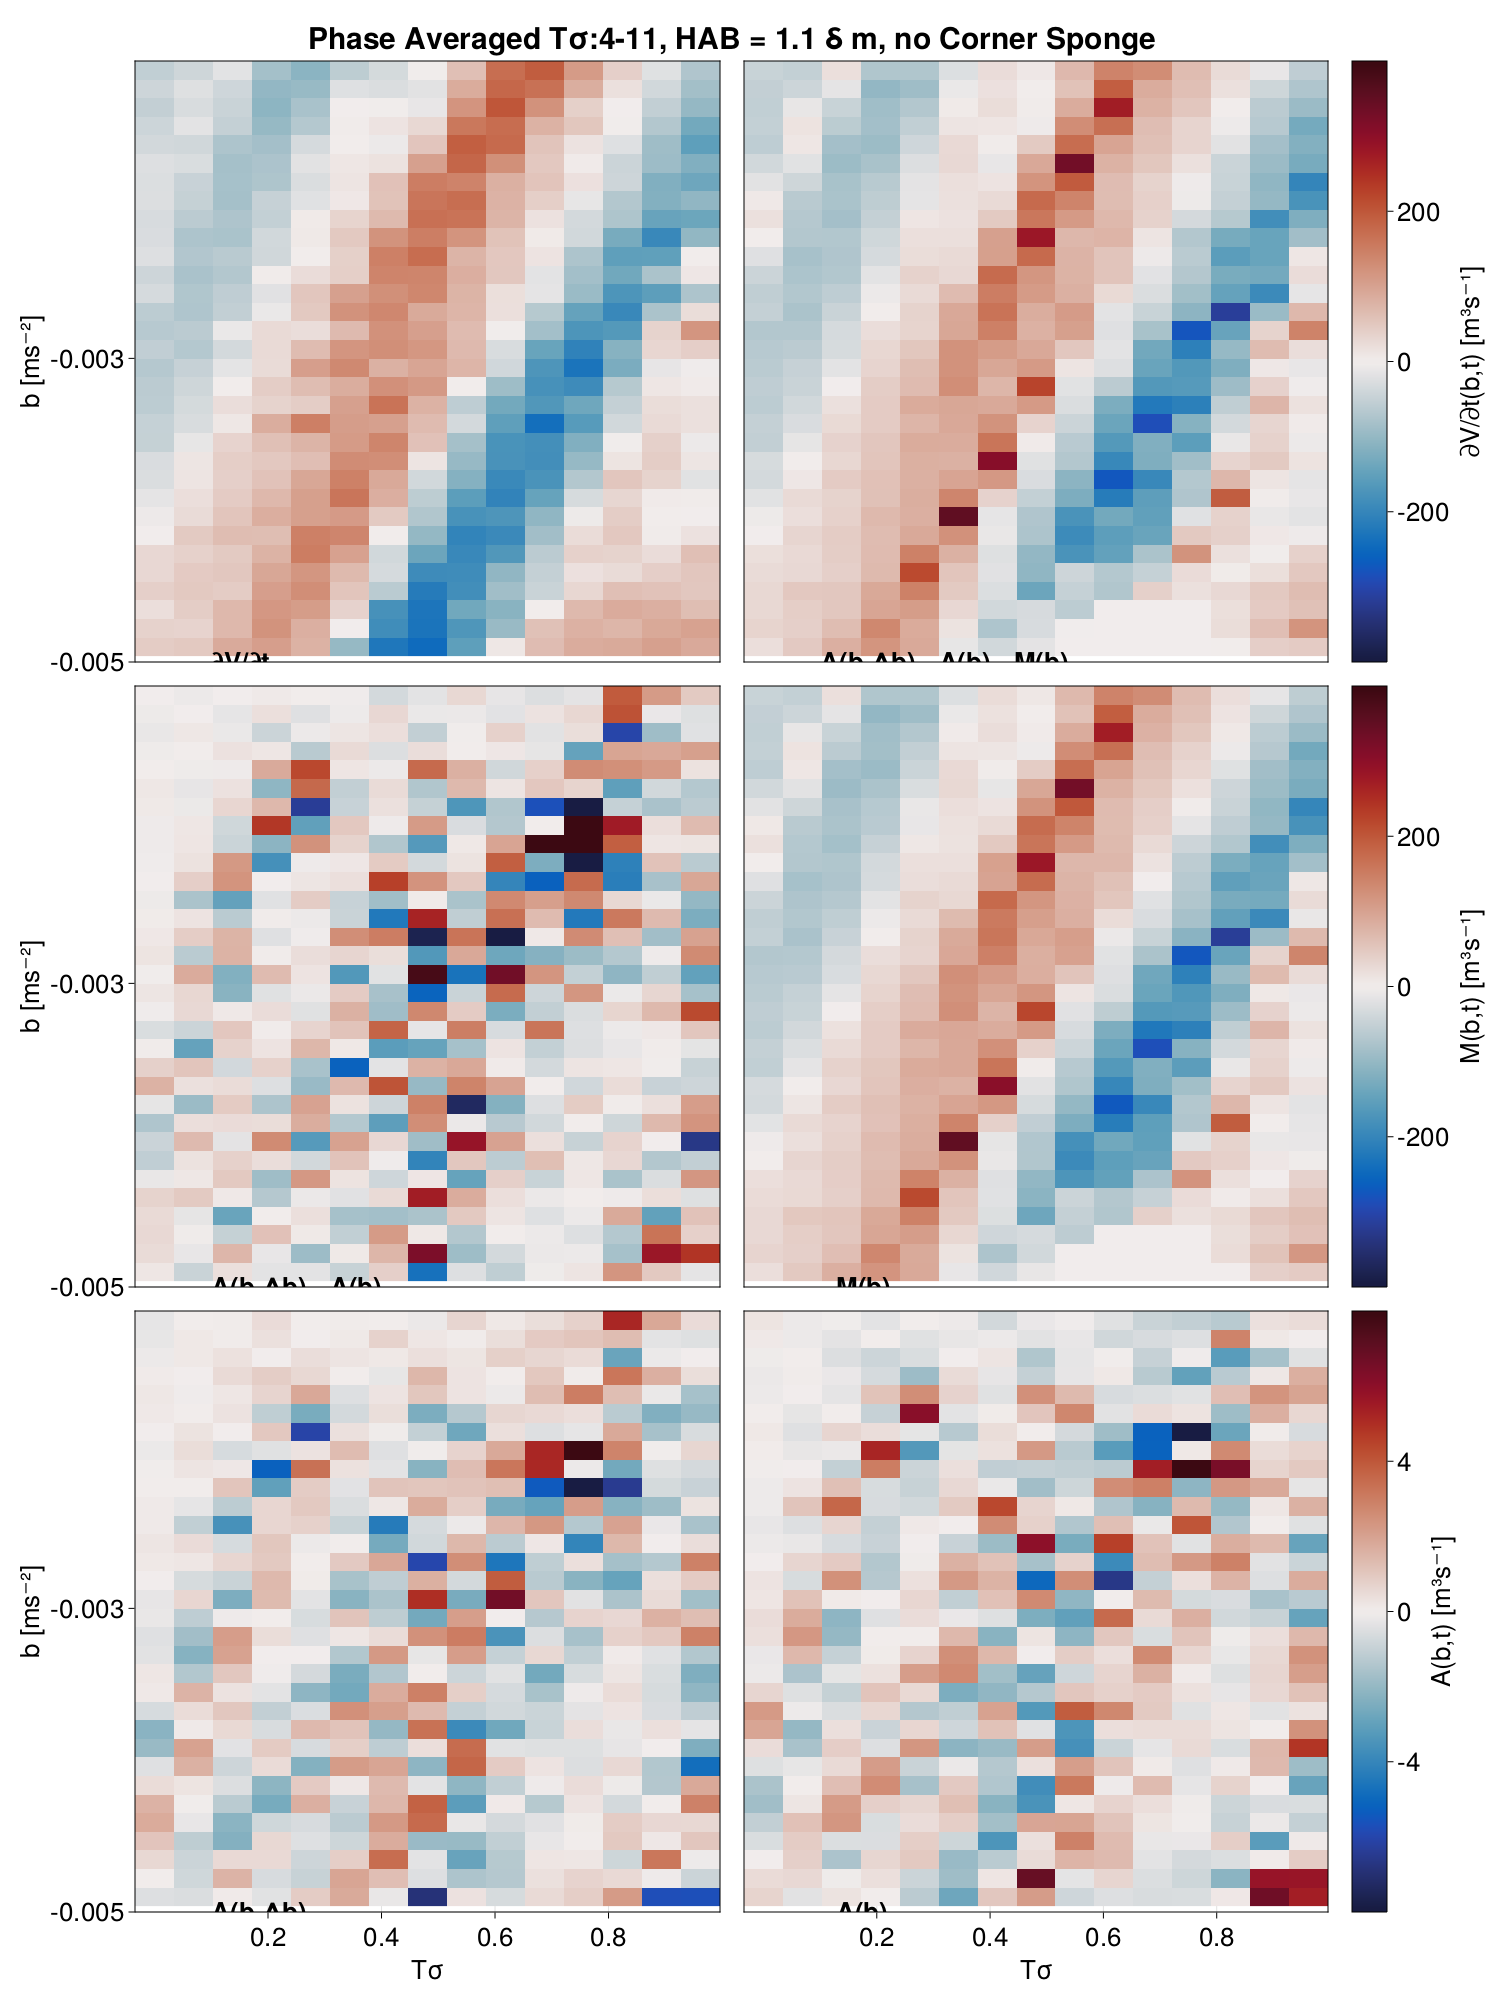 Phase Averaged Tσ:4-11, HAB = 1.1 δ m, no Corner Sponge
b [ms⁻²]
-0.003
-0.005
∂V/∂t
A(b-Δb) A(b) M(b)
200
0
-200
∂V/∂t(b,t) [m³s⁻¹]
b [ms⁻²]
-0.003
-0.005
A(b-Δb) A(b)
M(b)
200
0
-200
M(b,t) [m³s⁻¹]
b [ms⁻²]
-0.003
-0.005
A(b-Δb)
A(b)
4
0
-4
A(b,t) [m³s⁻¹]
0.2 0.4 0.6 0.8
Tσ
0.2 0.4 0.6 0.8
Tσ